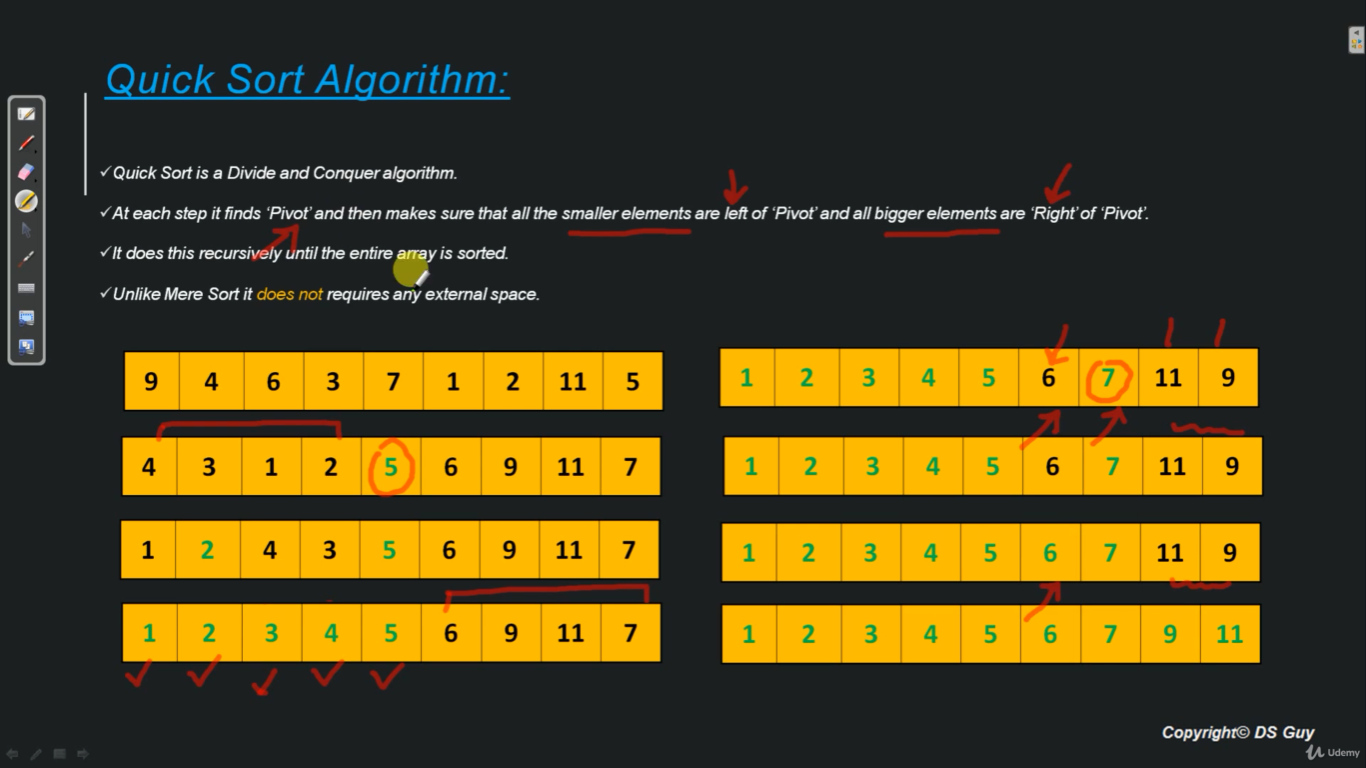 Quick Sort Algorithm:
✓Quick Sort is a Divide and Conquer algorithm.
✓At each step it finds ‘Pivot’ and then makes sure that all the smaller elements are left of ‘Pivot’ and all bigger elements are ‘Right’ of ‘Pivot’.
✓It does this recursively until the entire array is sorted.
✓Unlike Mere Sort it does not requires any external space.
9 4 6 3 7 1 2 11 5
4 3 1 2 5 6 9 11 7
1 2 4 3 5 6 9 11 7
1 2 3 4 5 6 9 11 7
1 2 3 4 5 6 7 11 9
1 2 3 4 5 6 7 11 9
1 2 3 4 5 6 7 11 9
1 2 3 4 5 6 7 9 11
Copyright© DS Guy
Udemy